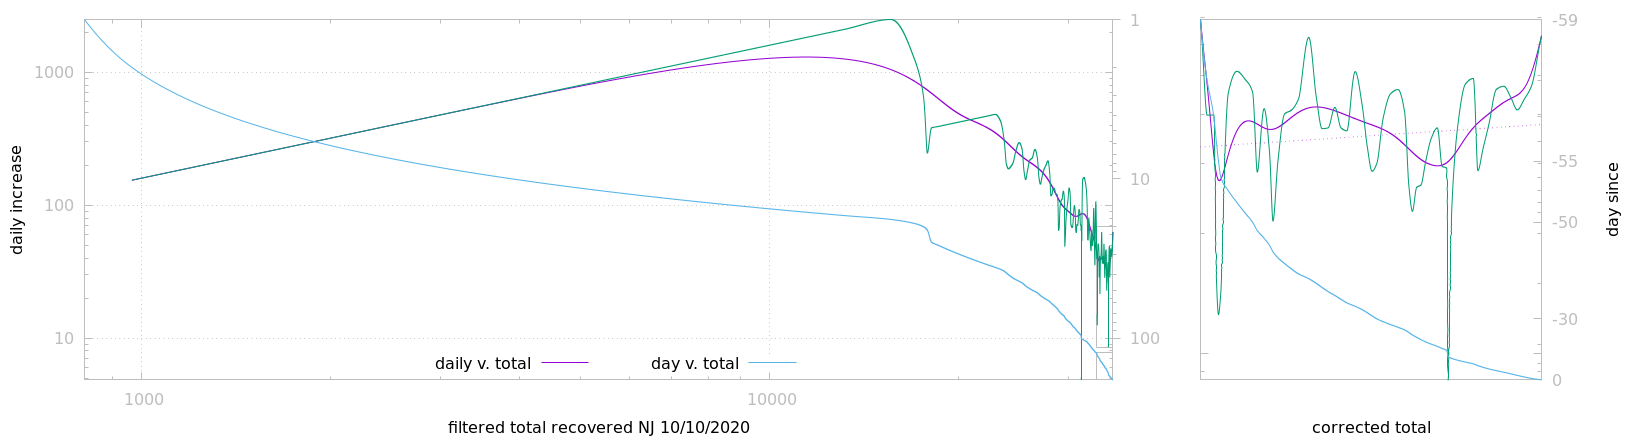 daily increase
1000
100
10
1000
10000
1
10
100
daily v. total
day v. total
filtered total recovered NJ 10/10/2020
-59
-55
-50
-30
0
day since
corrected total